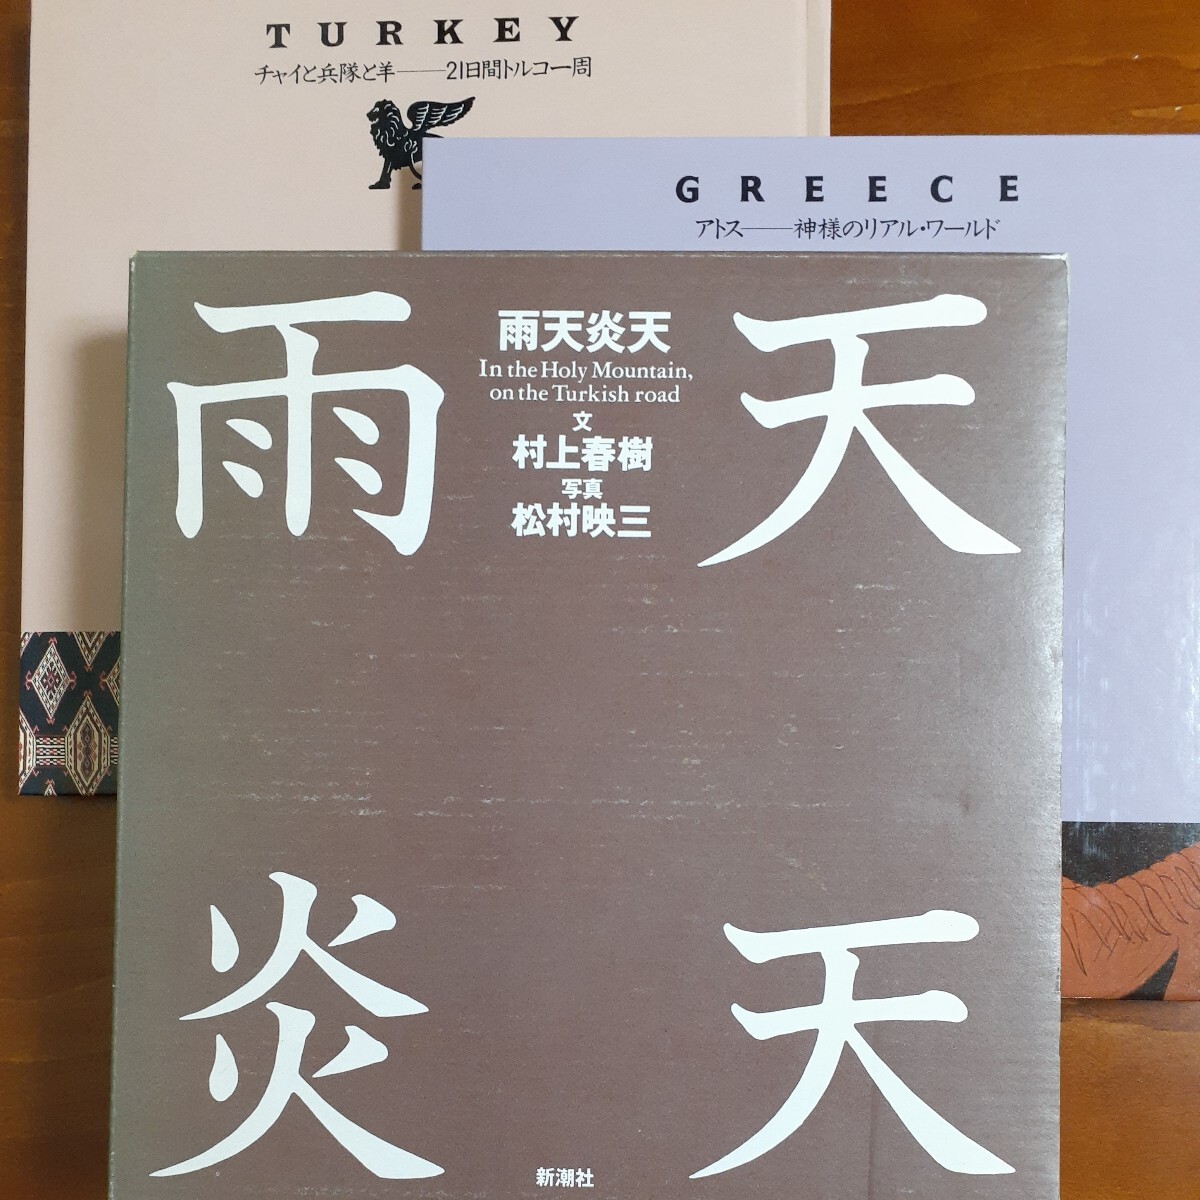 TURKEY
チャイと兵隊と羊――21日間トルコ一周
GREECE
アトス――神様のリアル・ワールド
雨天
炎天
雨天炎天
In the Holy Mountain,
on the Turkish road
文
村上春樹
写真
松村映三
新潮社